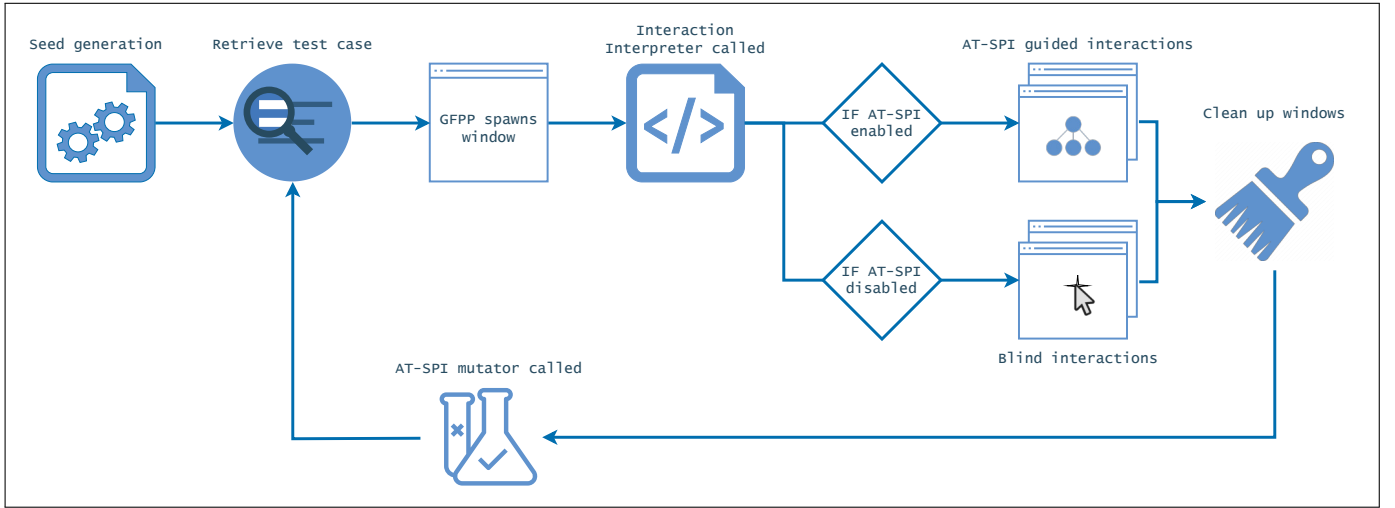 Seed generation
Retrieve test case
GFPP spawns
window
Interaction
Interpreter called
</>
IF AT-SPI
enabled
AT-SPI guided interactions
Clean up windows
IF AT-SPI
disabled
Blind interactions
AT-SPI mutator called